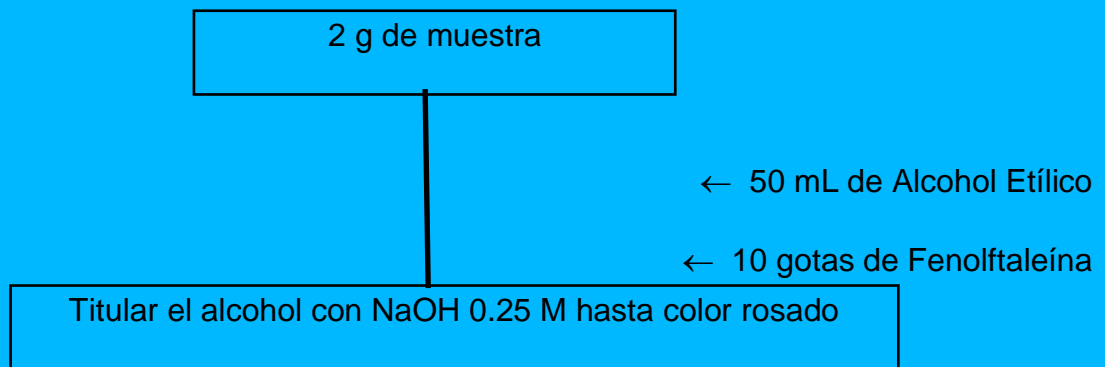 2 g de muestra
← 50 mL de Alcohol Etílico
← 10 gotas de Fenolftaleína
Titular el alcohol con NaOH 0.25 M hasta color rosado